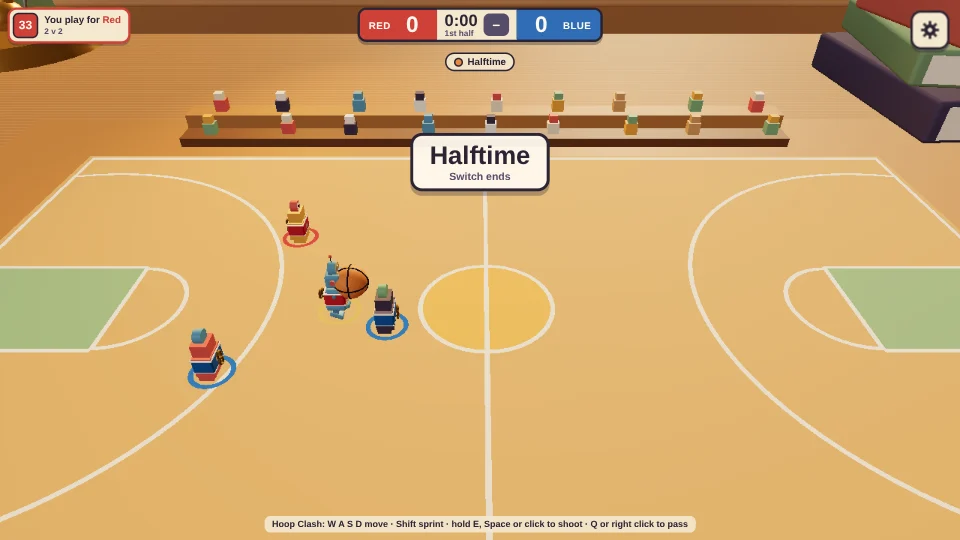 33
You play for Red
2 v 2
RED 0
0:00
1st half
–
0 BLUE
Halftime
Halftime
Switch ends
Hoop Clash: W A S D move · Shift sprint · hold E, Space or click to shoot · Q or right click to pass